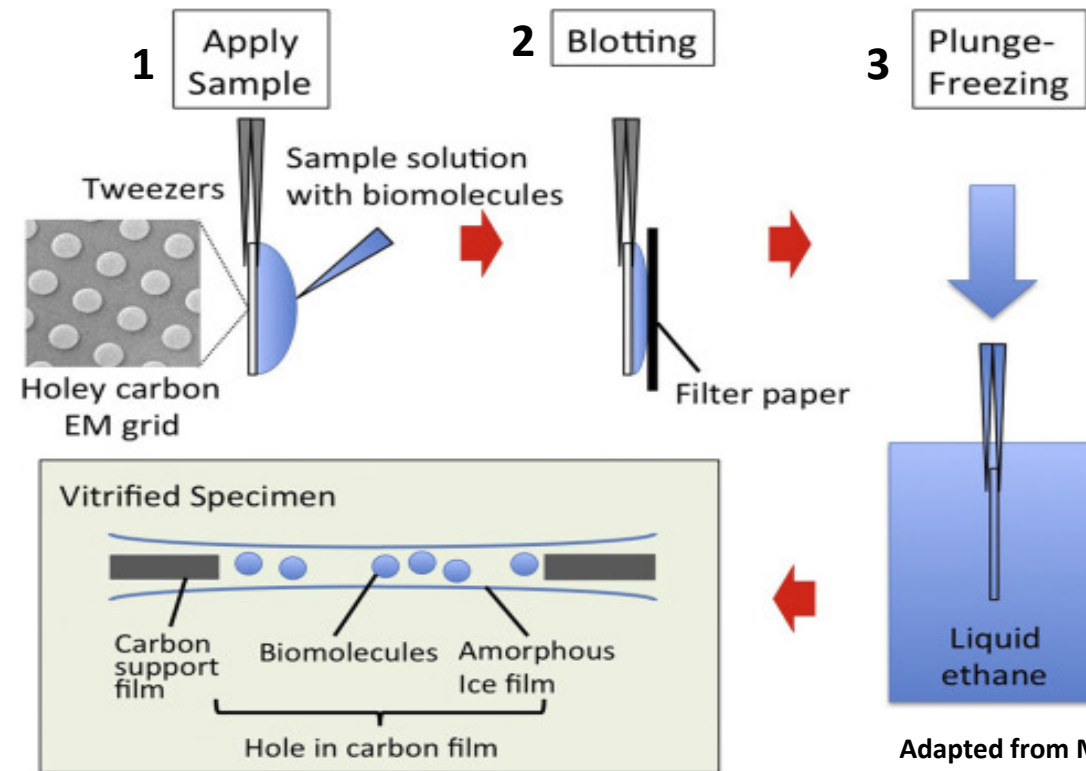 1
Apply
Sample
2
Blotting
3
Plunge-
Freezing
Tweezers
Sample solution
with biomolecules
Holey carbon
EM grid
Filter paper
Liquid
ethane
Vitrified Specimen
Carbon
support
film
Biomolecules
Amorphous
Ice film
Hole in carbon film
Adapted from